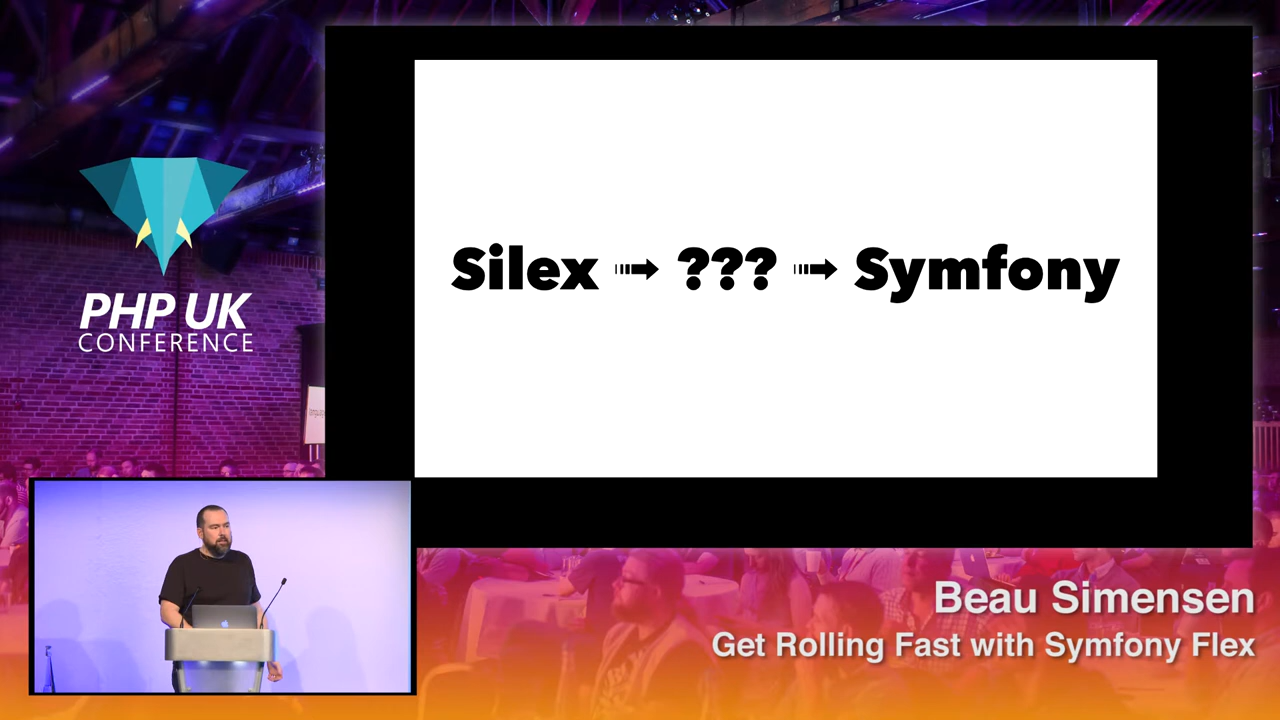 Silex ➟ ??? ➟ Symfony
PHP UK
CONFERENCE
Beau Simensen
Get Rolling Fast with Symfony Flex